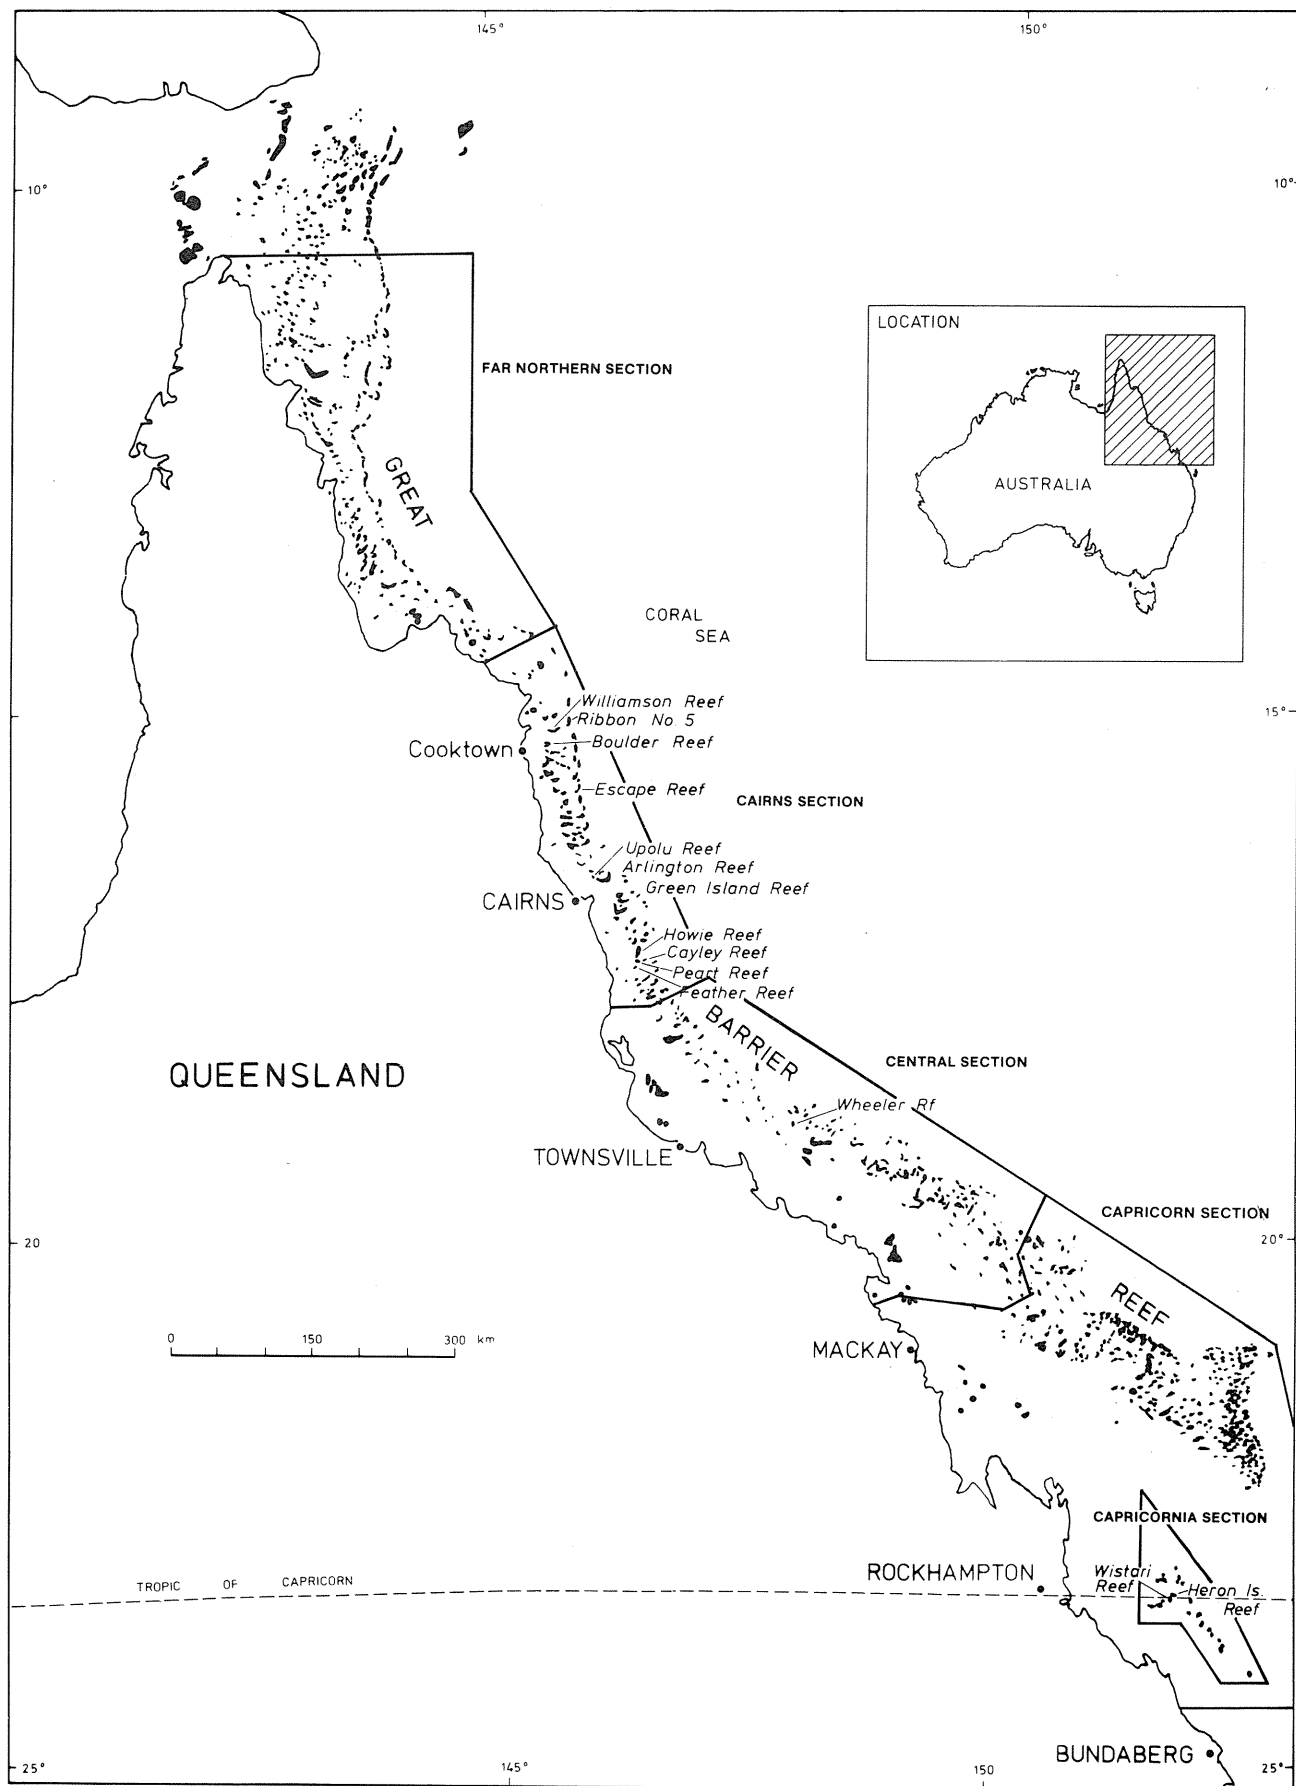 145°
150°
10°
10°
LOCATION
AUSTRALIA
FAR NORTHERN SECTION
GREAT
CORAL
SEA
Williamson Reef
Ribbon No. 5
15°
Boulder Reef
Cooktown
Escape Reef
CAIRNS SECTION
Upolu Reef
Arlington Reef
Green Island Reef
CAIRNS
Howie Reef
Cayley Reef
Peart Reef
Feather Reef
BARRIER
CENTRAL SECTION
QUEENSLAND
Wheeler Rf
TOWNSVILLE
CAPRICORN SECTION
20
20°
REEF
0 150 300 km
MACKAY
CAPRICORNIA SECTION
ROCKHAMPTON
Wistari
Reef
Heron Is.
Reef
TROPIC OF CAPRICORN
BUNDABERG
25°
145°
150
25°